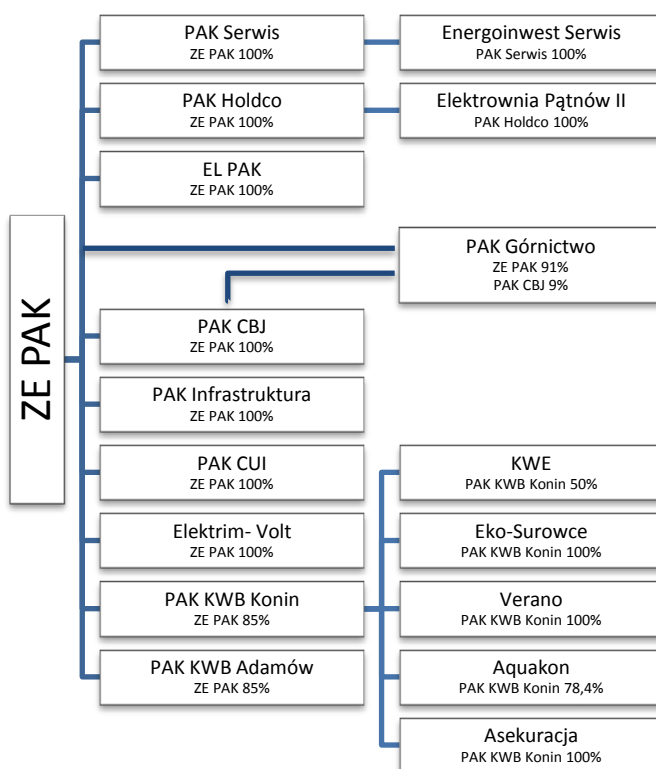 ZE PAK
PAK Serwis
ZE PAK 100%
Energoinwest Serwis
PAK Serwis 100%
PAK Holdco
ZE PAK 100%
Elektrownia Pątnów II
PAK Holdco 100%
EL PAK
ZE PAK 100%
PAK Górnictwo
ZE PAK 91%
PAK CBJ 9%
PAK CBJ
ZE PAK 100%
PAK Infrastruktura
ZE PAK 100%
PAK CUI
ZE PAK 100%
KWE
PAK KWB Konin 50%
Elektrim- Volt
ZE PAK 100%
Eko-Surowce
PAK KWB Konin 100%
PAK KWB Konin
ZE PAK 85%
Verano
PAK KWB Konin 100%
PAK KWB Adamów
ZE PAK 85%
Aquakon
PAK KWB Konin 78,4%
Asekuracja
PAK KWB Konin 100%